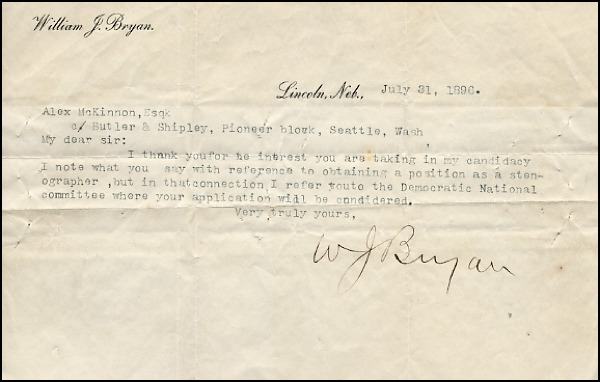 William J. Bryan.
Lincoln, Neb., July 31, 1896.
Alex McKinnon,Esqk
c/ Butler & Shipley, Pioneer block, Seattle, Wash
My dear sir:
I thank youfor he interest you are taking in my candidacy
I note what you say with reference to obtaining a position as a sten-
ographer ,but in thatconnection I refer youto the Democratic National
committee where your application will be condidered.
Very truly yours,
W J Bryan